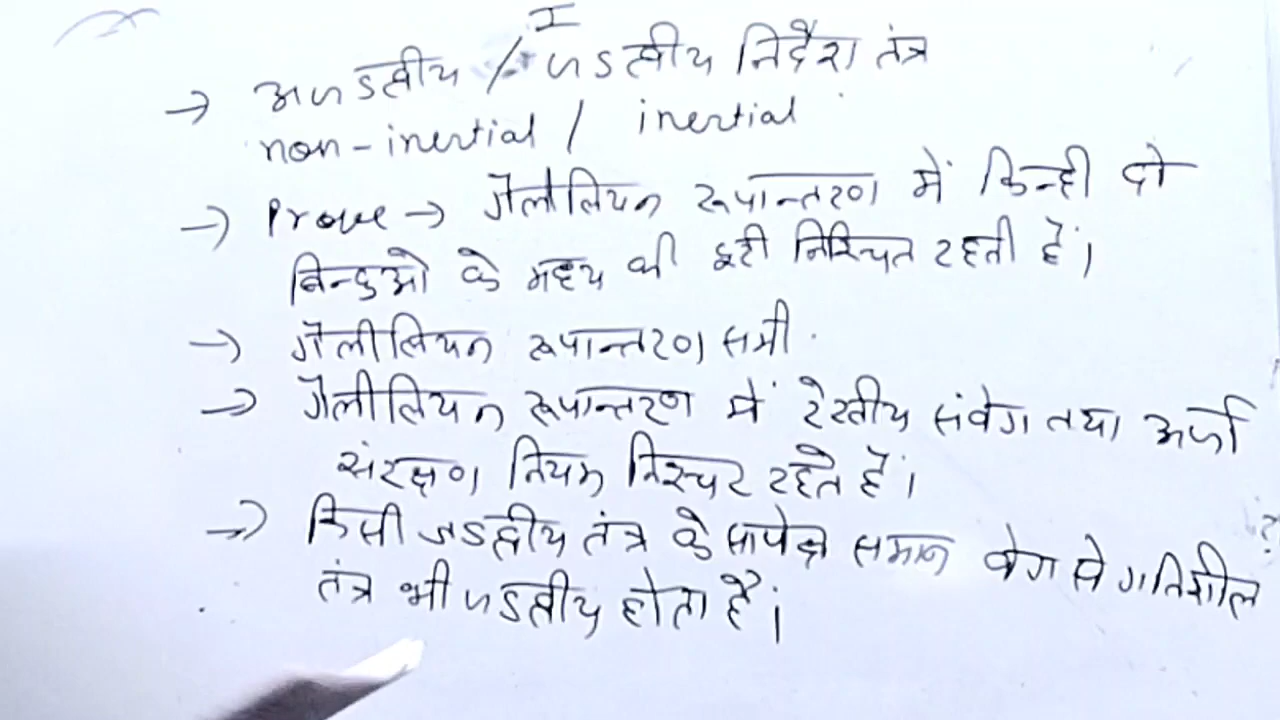 I
→ अजडत्वीय / जडत्वीय निर्देश तंत्र
non-inertial / inertial
→ Prove → गैलीलियन रूपान्तरण में किन्ही दो
बिन्दुओ के मध्य की दूरी निश्चित रहती हैं।
→ गैलीलियन रूपान्तरण समी.
→ गैलीलियन रूपान्तरण में रेखीय संवेग तथा ऊर्जा
संरक्षण नियम निश्चर रहते हैं।
→ किसी जडत्वीय तंत्र के सापेक्ष समान वेग से गतिशील
तंत्र भी जडत्वीय होता है।